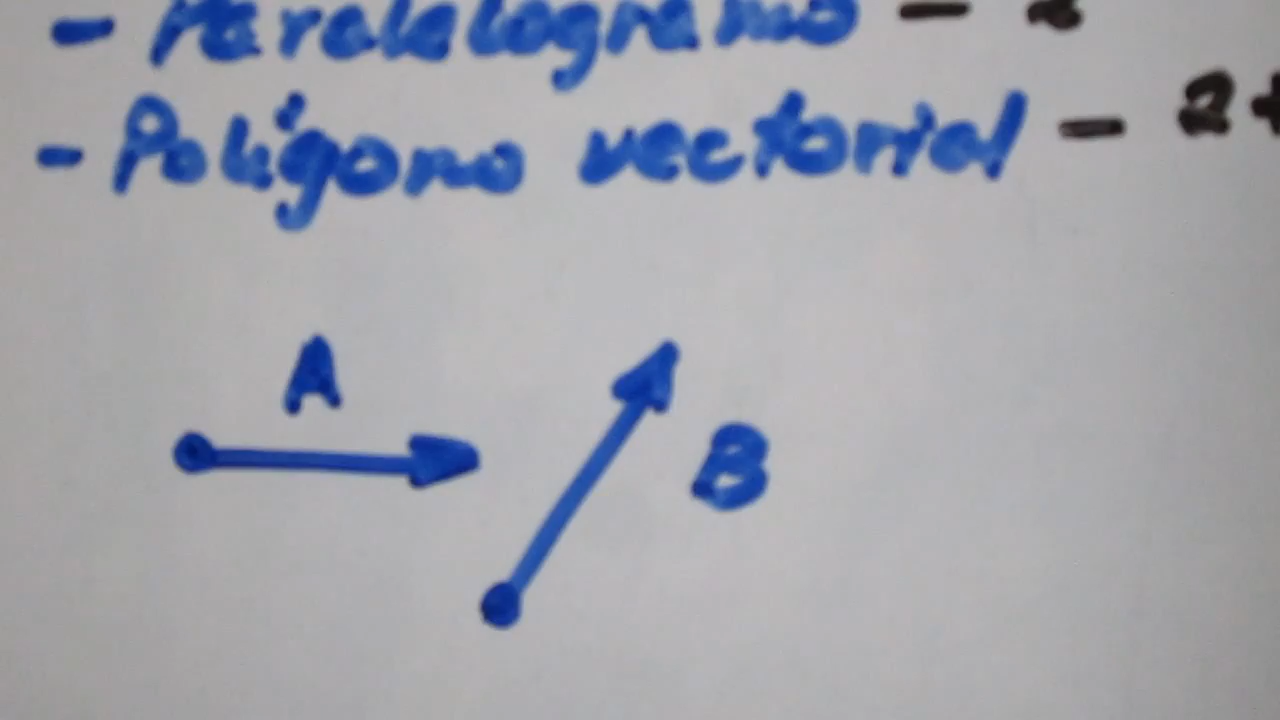 - Paralelogramo - 2
- Polígono vectorial - 2+
A
B